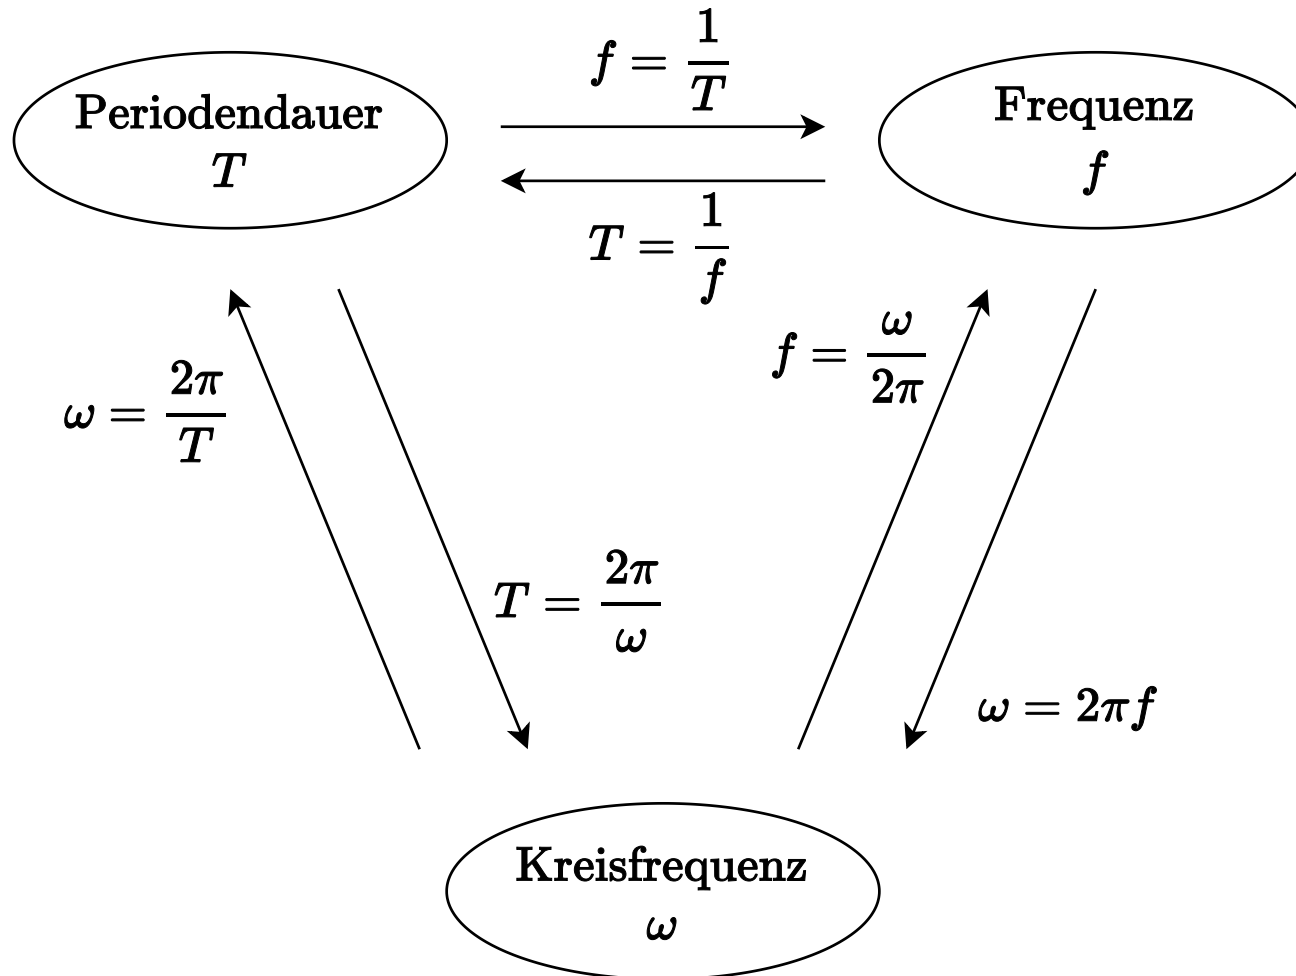 f = 1/T
Periodendauer
T
Frequenz
f
T = 1/f
ω = 2π/T
f = ω/2π
T = 2π/ω
ω = 2πf
Kreisfrequenz
ω